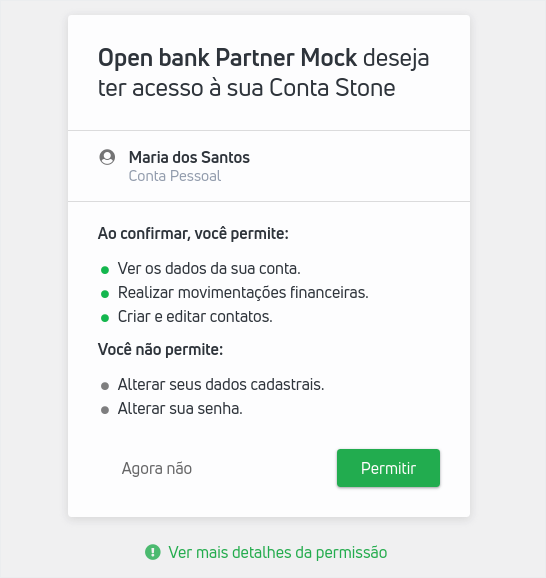 Open bank Partner Mock deseja
ter acesso à sua Conta Stone
Maria dos Santos
Conta Pessoal
Ao confirmar, você permite:
Ver os dados da sua conta.
Realizar movimentações financeiras.
Criar e editar contatos.
Você não permite:
Alterar seus dados cadastrais.
Alterar sua senha.
Agora não
Permitir
Ver mais detalhes da permissão